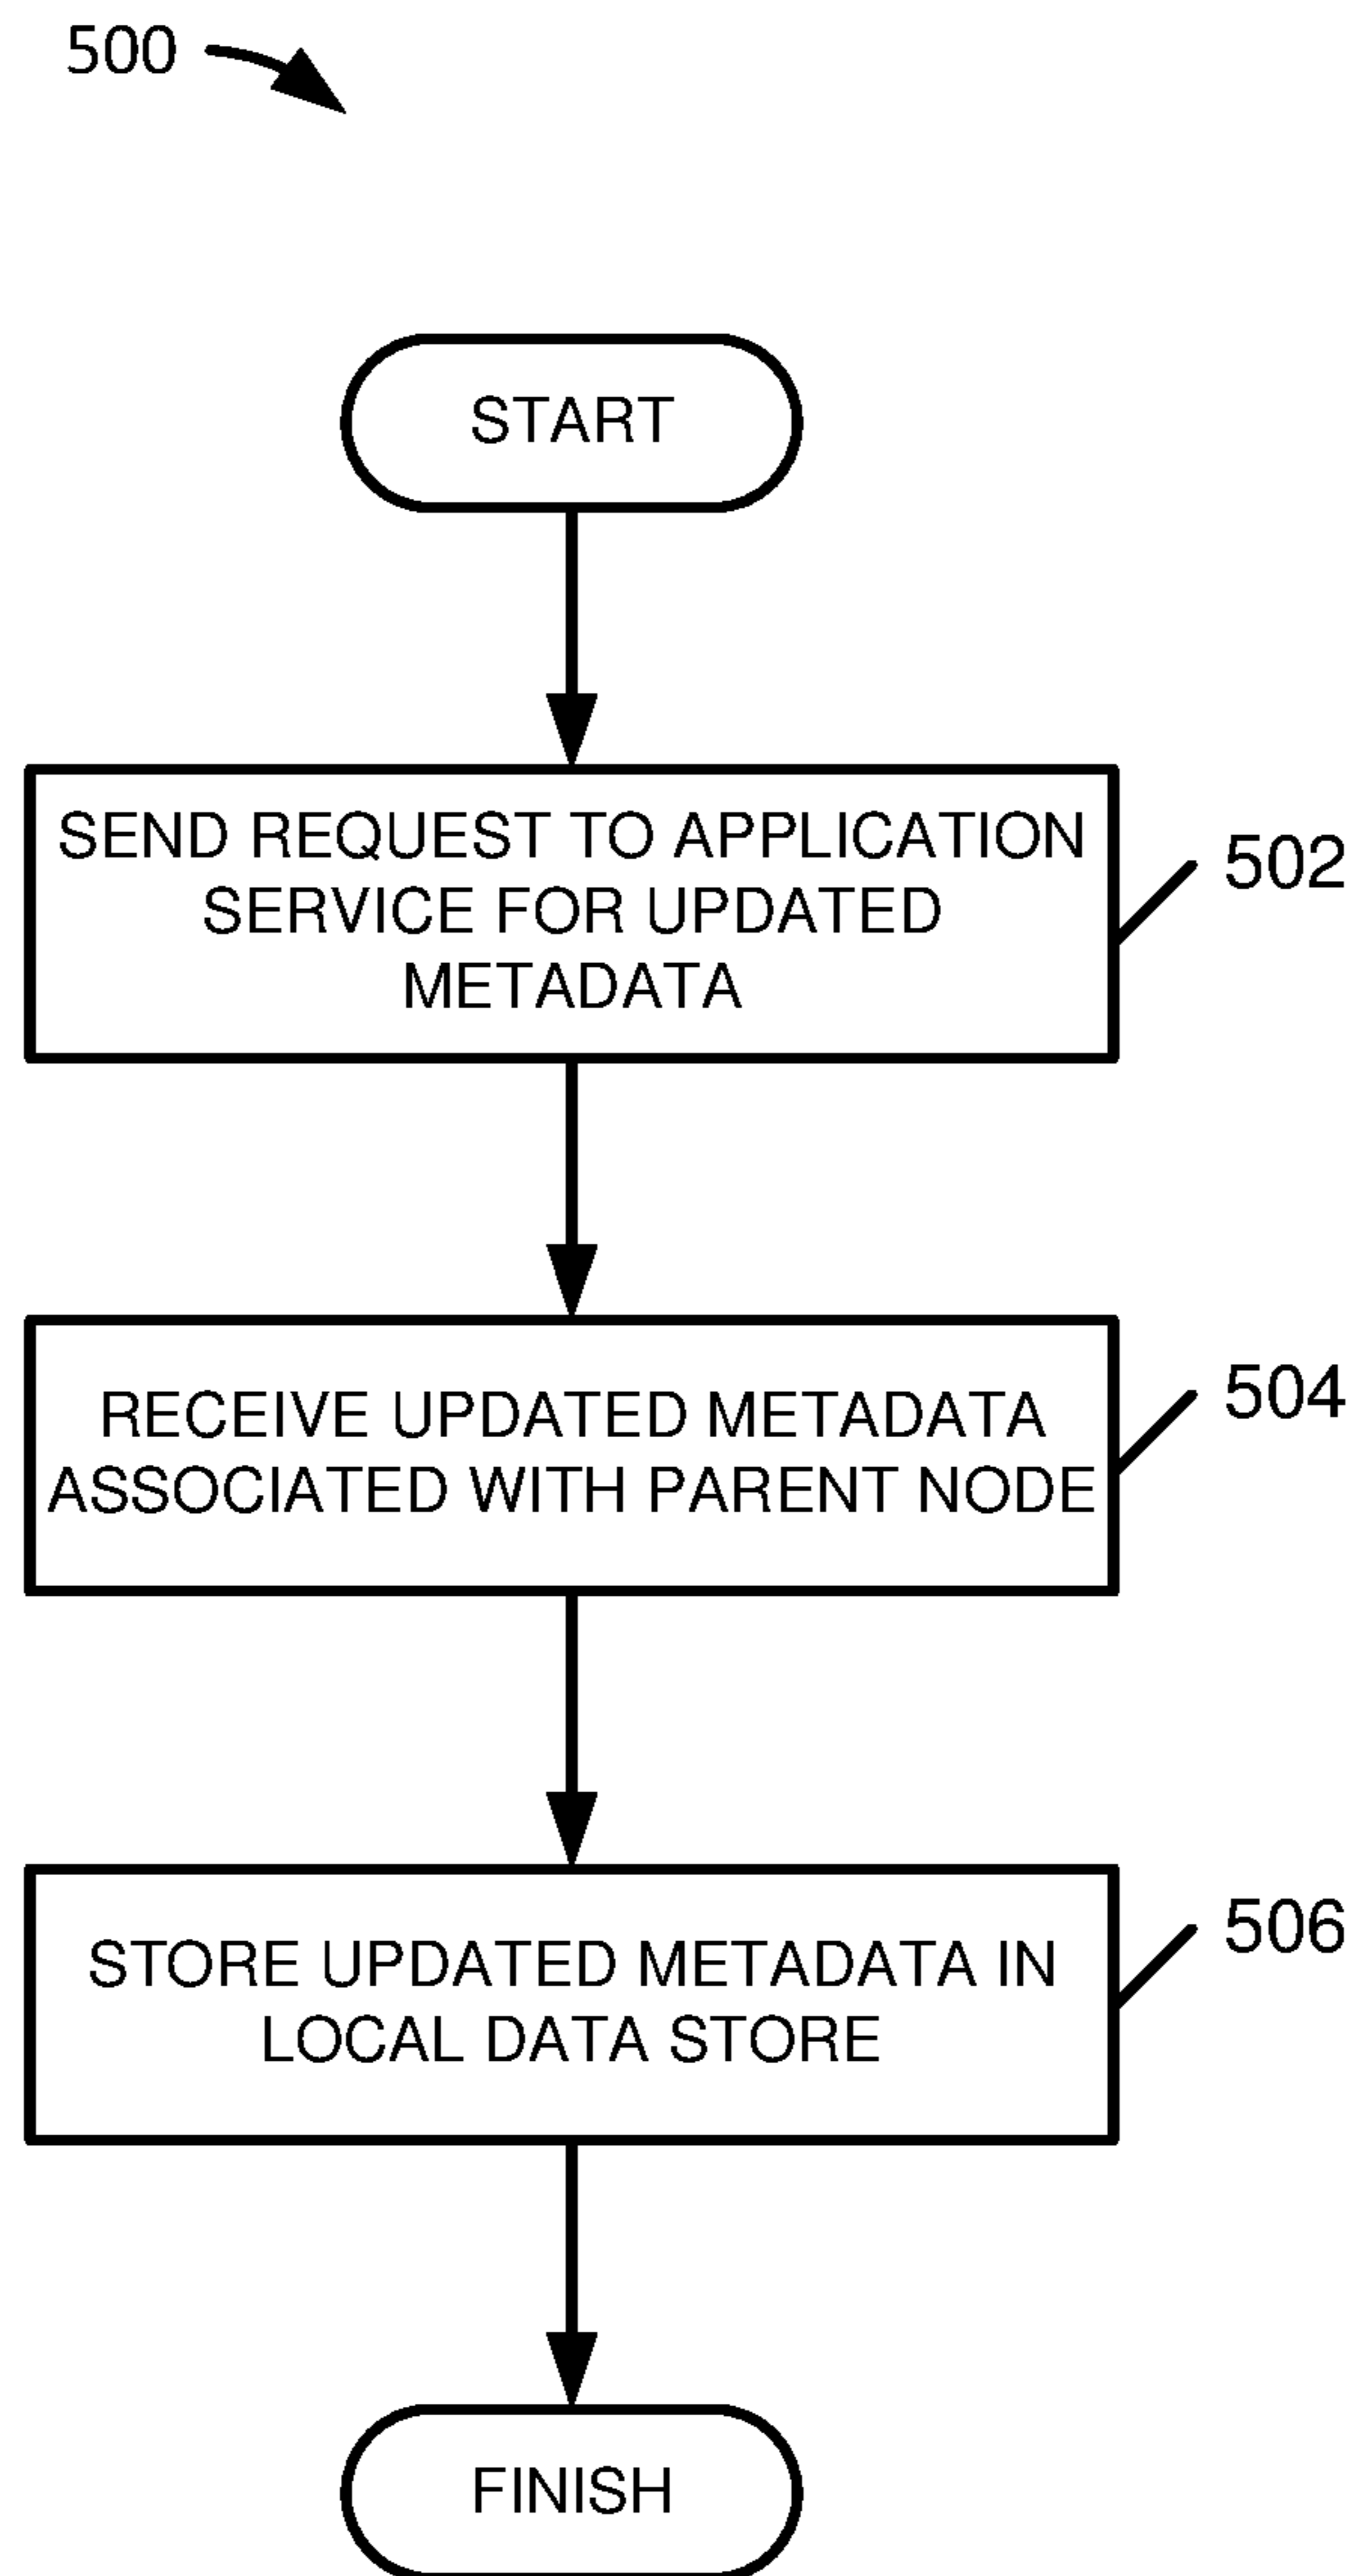 500
START
SEND REQUEST TO APPLICATION
SERVICE FOR UPDATED
METADATA
502
RECEIVE UPDATED METADATA
ASSOCIATED WITH PARENT NODE
504
STORE UPDATED METADATA IN
LOCAL DATA STORE
506
FINISH